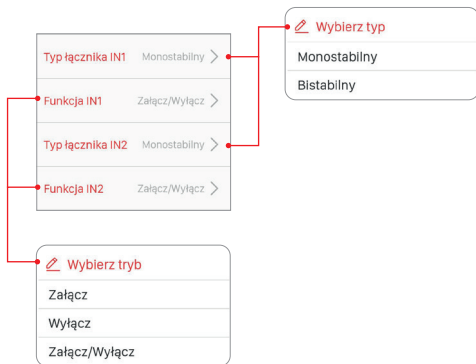 Wybierz typ
Monostabilny
Bistabilny
Typ łącznika IN1 Monostabilny
Funkcja IN1 Załącz/Wyłącz
Typ łącznika IN2 Monostabilny
Funkcja IN2 Załącz/Wyłącz
Wybierz tryb
Załącz
Wyłącz
Załącz/Wyłącz